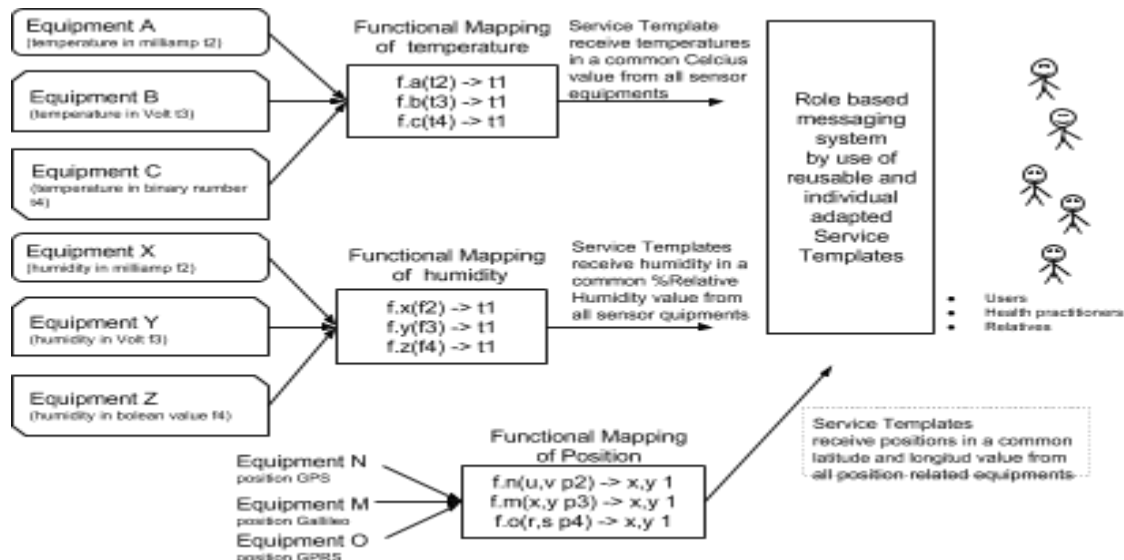 Equipment A
(temperature in milliamp t2)
Equipment B
(temperature in Volt t3)
Equipment C
(temperature in binary number
t4)
Functional Mapping
of temperature
f.a(t2) -> t1
f.b(t3) -> t1
f.c(t4) -> t1
Service Template
receive temperatures
in a common Celcius
value from all sensor
equipments
Equipment X
(humidity in milliamp f2)
Equipment Y
(humidity in Volt f3)
Equipment Z
(humidity in bolean value f4)
Functional Mapping
of humidity
f.x(f2) -> t1
f.y(f3) -> t1
f.z(f4) -> t1
Service Templates
receive humidity in a
common %Relative
Humidity value from
all sensor quipments
Equipment N
position GPS
Equipment M
position Gallileo
Equipment O
position GPRS
Functional Mapping
of Position
f.n(u,v p2) -> x,y 1
f.m(x,y p3) -> x,y 1
f.o(r,s p4) -> x,y 1
Role based
messaging
system
by use of
reusable and
individual
adapted
Service
Templates
• Users
• Health practitioners
• Relatives
Service Templates
receive positions in a common
latitude and longitud value from
all position related equipments